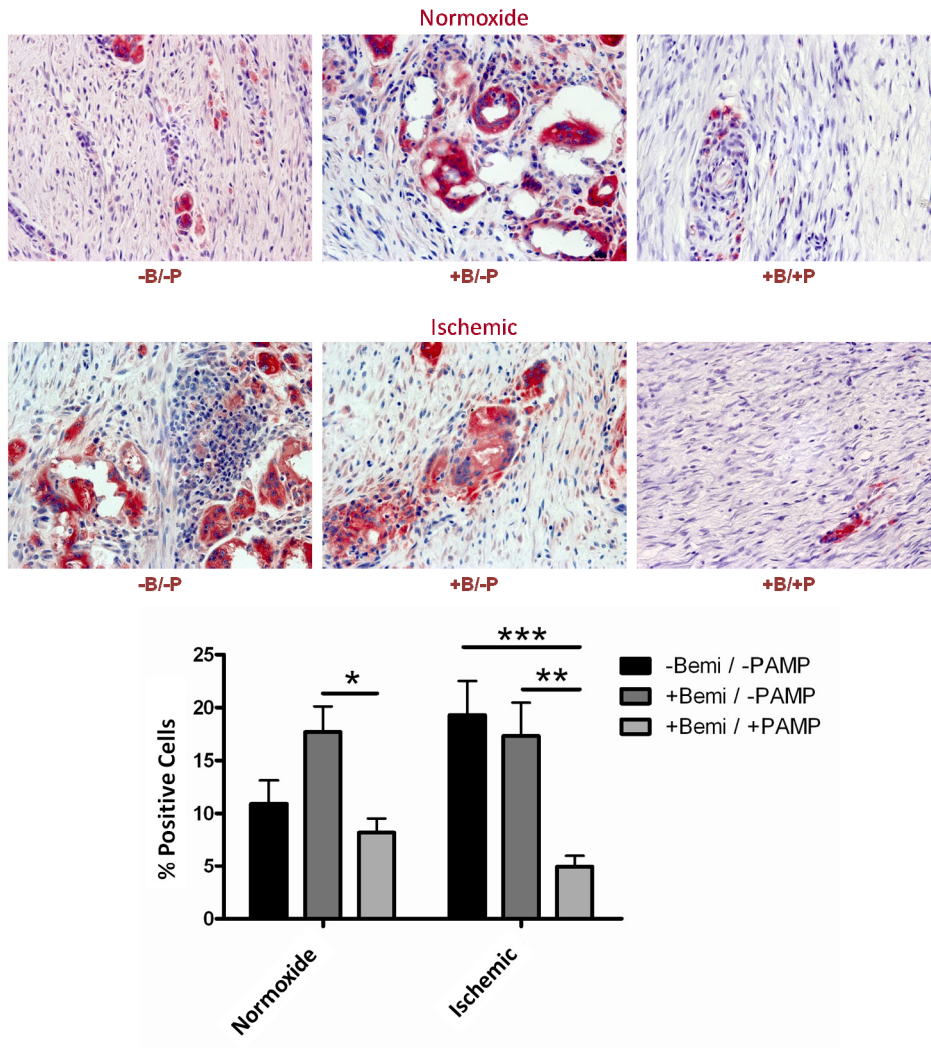 Normoxide
-B/-P
+B/-P
+B/+P
Ischemic
-B/-P
+B/-P
+B/+P
***
**
*
25
20
15
10
5
0
% Positive Cells
-Bemi / -PAMP
+Bemi / -PAMP
+Bemi / +PAMP
Normoxide
Ischemic